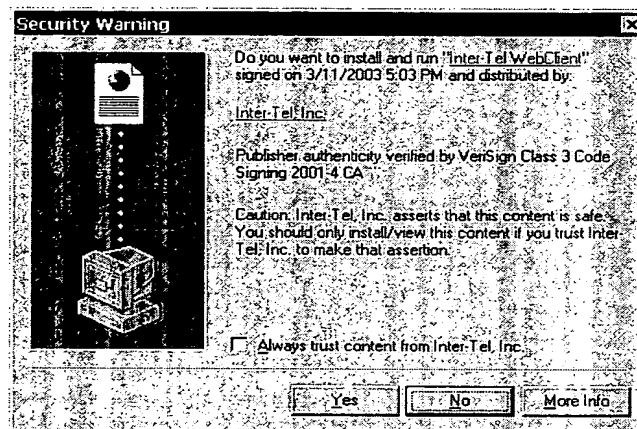 Security Warning
Do you want to install and run "Inter-Tel WebClient"
signed on 3/11/2003 5:03 PM and distributed by:
Inter-Tel, Inc.
Publisher authenticity verified by VeriSign Class 3 Code
Signing 2001-4 CA
Caution: Inter-Tel, Inc. asserts that this content is safe.
You should only install/view this content if you trust Inter-
Tel, Inc. to make that assertion.
Always trust content from Inter-Tel, Inc.
Yes
No
More Info